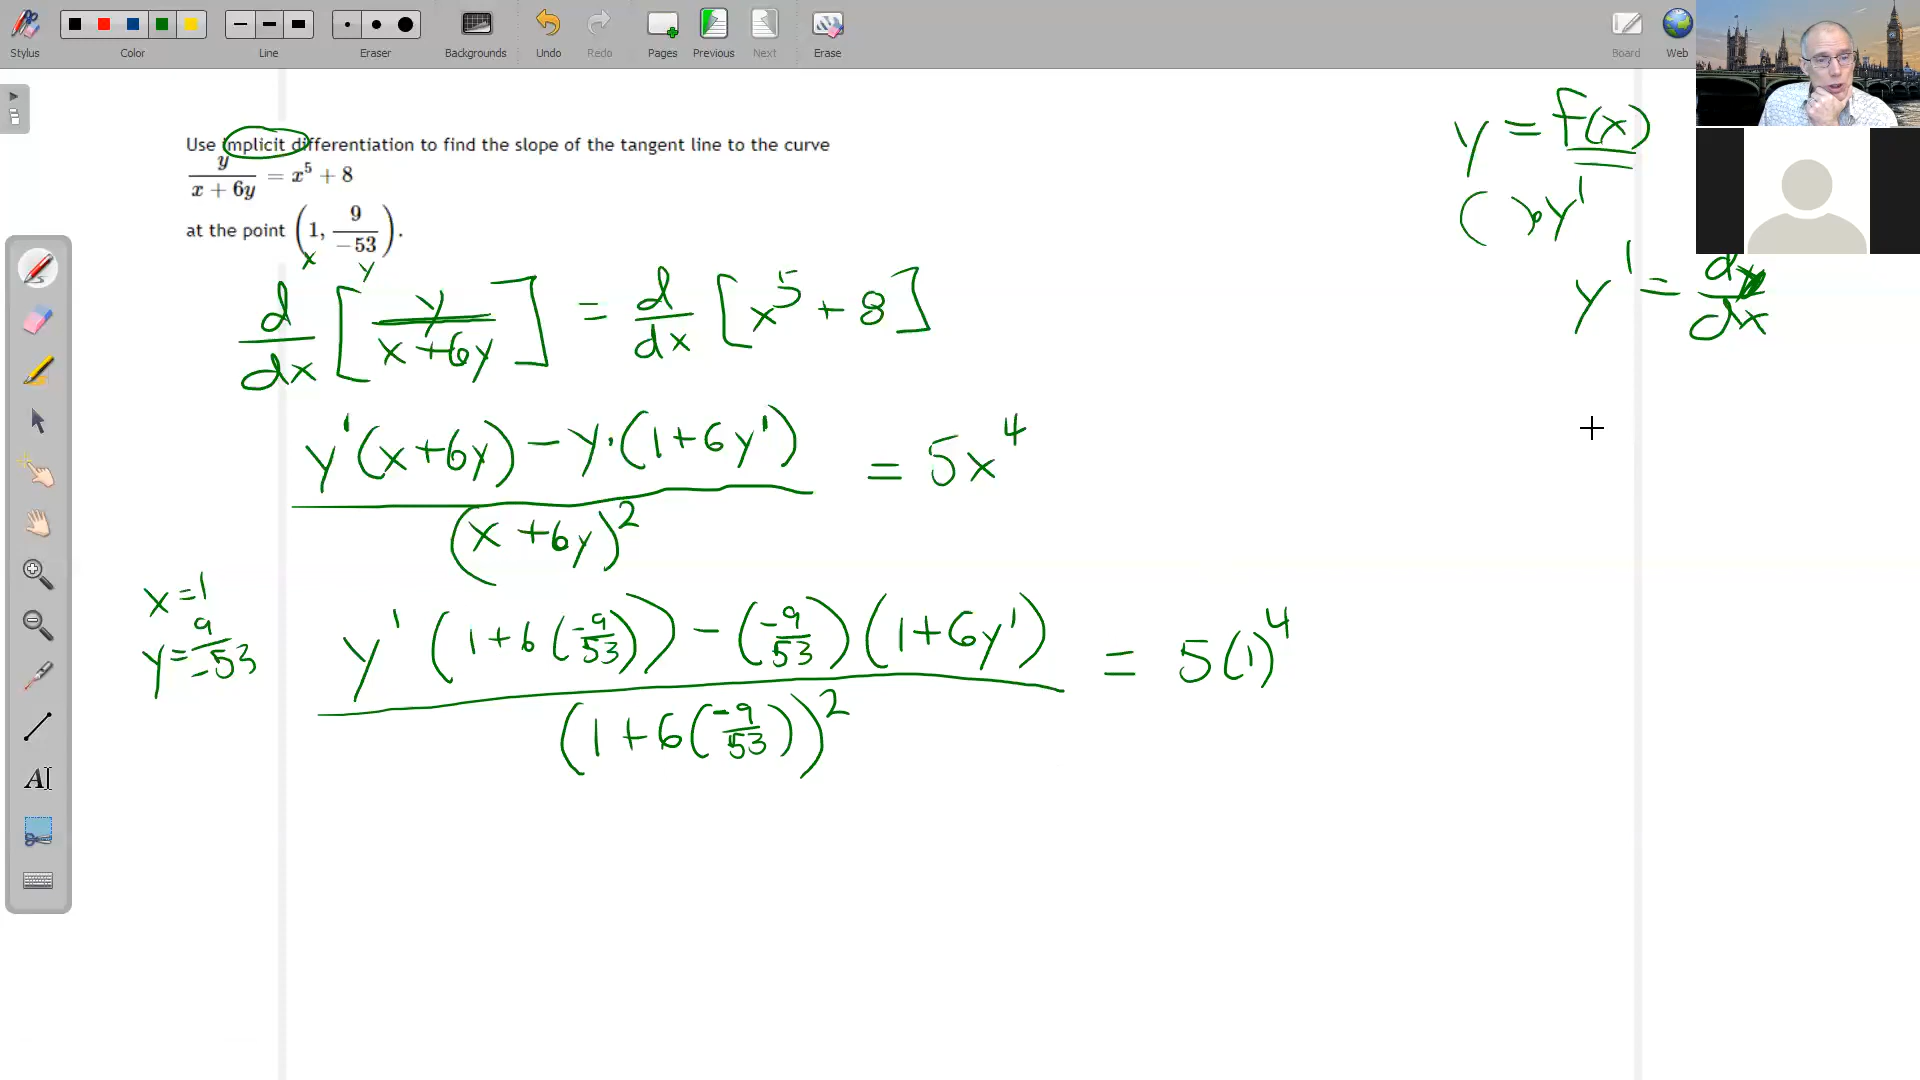 Stylus Color Line Eraser Backgrounds Undo Redo Pages Previous Next Erase Board Web
Use implicit differentiation to find the slope of the tangent line to the curve
y/(x + 6y) = x^5 + 8
at the point (1, 9/-53).
x y
y = f(x)
( )•y'
y' = dy/dx
d/dx [y/(x+6y)] = d/dx [x^5 + 8]
(y'(x+6y) - y·(1+6y'))/(x+6y)^2 = 5x^4
x=1
y=9/-53
(y'(1+6(-9/53)) - (-9/53)(1+6y'))/(1+6(-9/53))^2 = 5(1)^4
AI